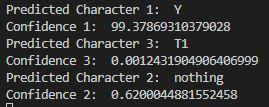 Predicted Character 1:  Y
Confidence 1:  99.37869310379028
Predicted Character 3:  T1
Confidence 3:  0.0012431904906406999
Predicted Character 2:  nothing
Confidence 2:  0.6200044881552458